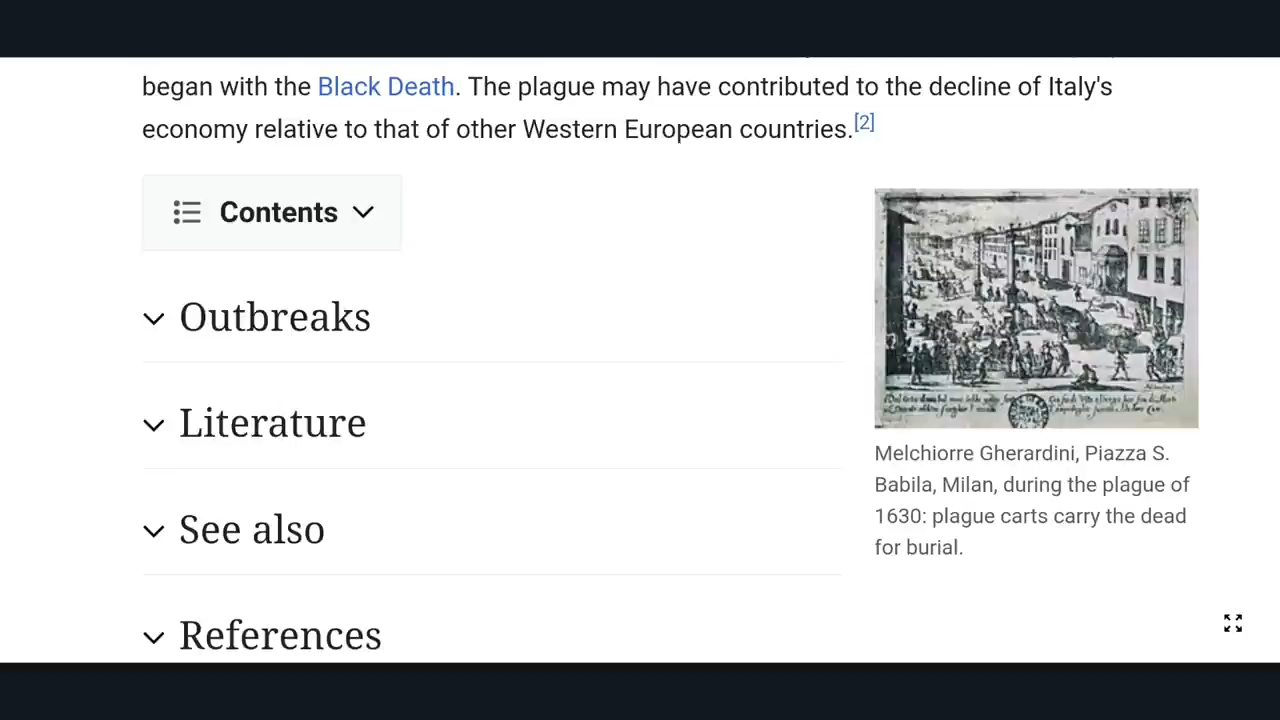 began with the Black Death. The plague may have contributed to the decline of Italy's
economy relative to that of other Western European countries.[2]
Contents
Outbreaks
Literature
See also
References
Melchiorre Gherardini, Piazza S.
Babila, Milan, during the plague of
1630: plague carts carry the dead
for burial.